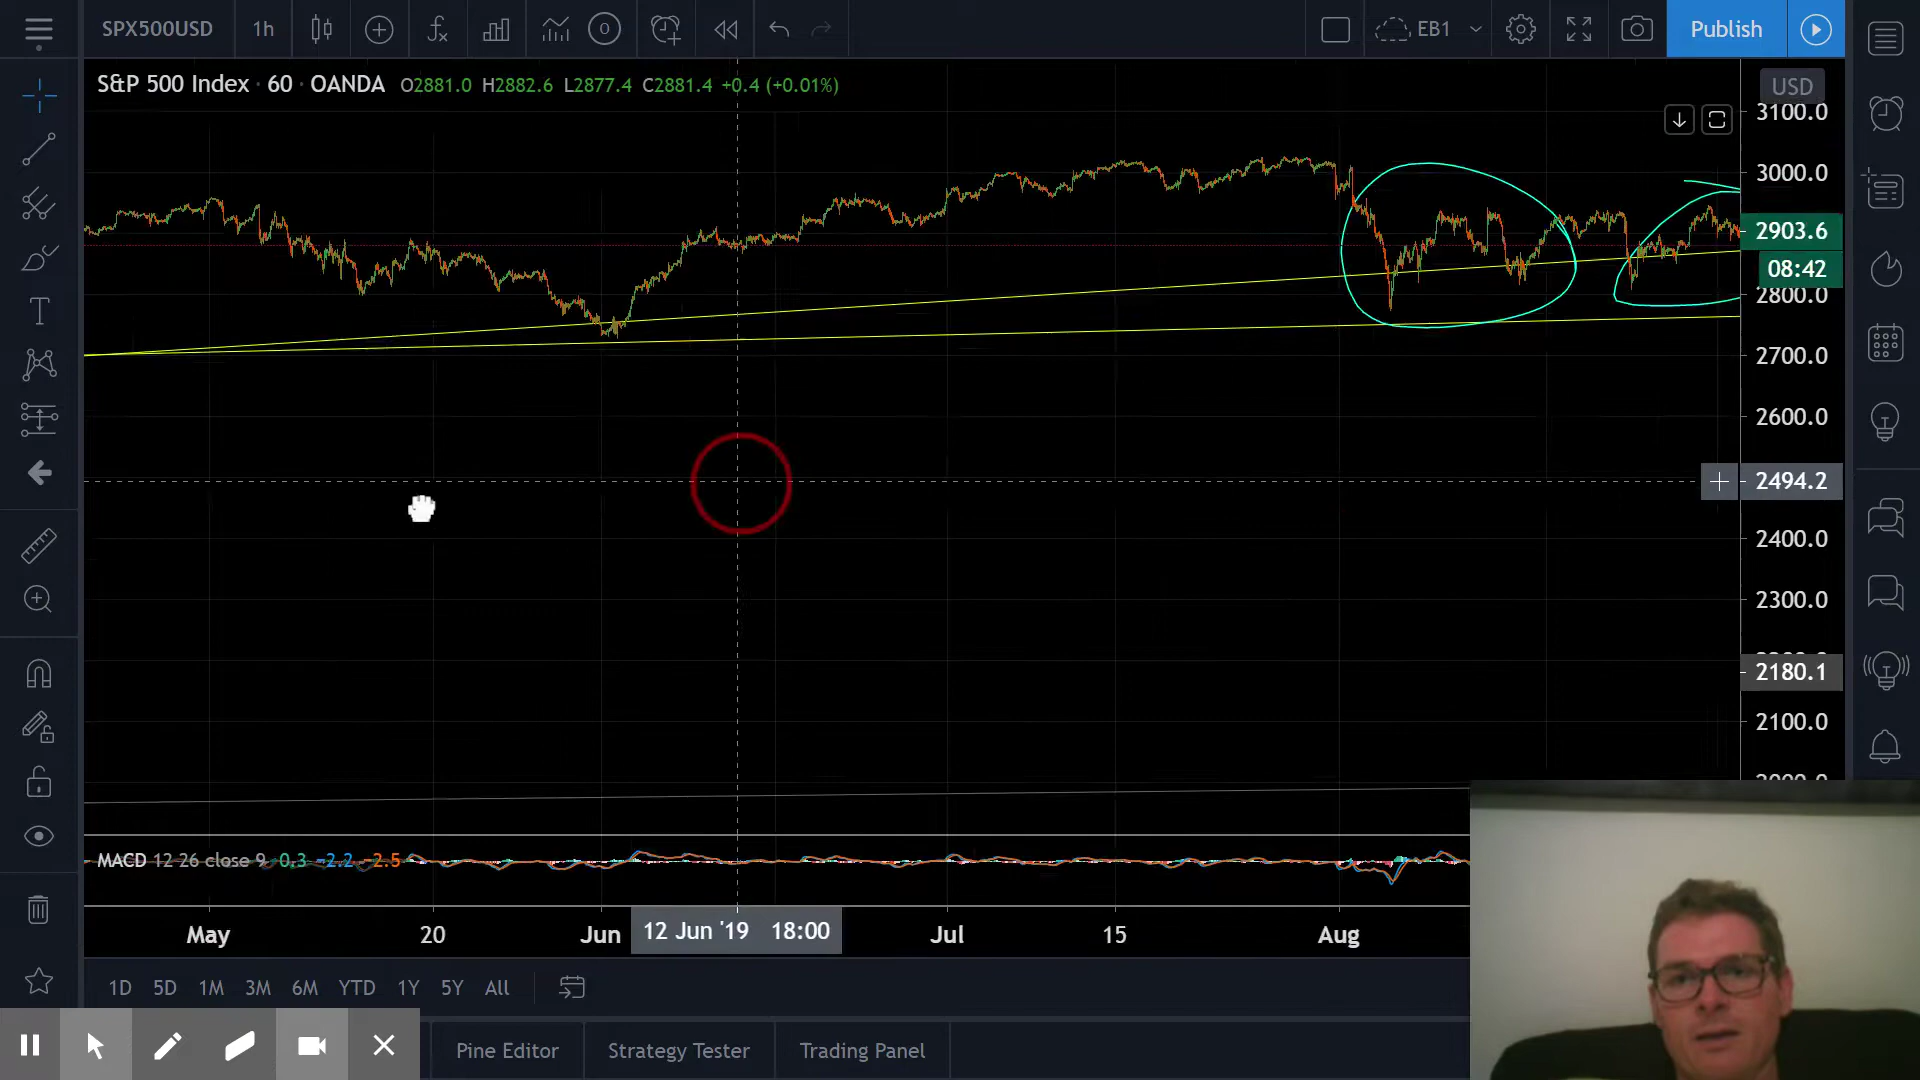 SPX500USD 1h EB1 Publish
S&P 500 Index · 60 · OANDA O2881.0 H2882.6 L2877.4 C2881.4 +0.4 (+0.01%)
USD
3100.0
3000.0
2903.6
08:42
2800.0
2700.0
2600.0
2494.2
2400.0
2300.0
2180.1
2100.0
MACD 12 26 close 9 0.3 −2.2 −2.5
May 20 Jun 12 Jun '19 18:00 Jul 15 Aug
1D 5D 1M 3M 6M YTD 1Y 5Y All
Pine Editor Strategy Tester Trading Panel